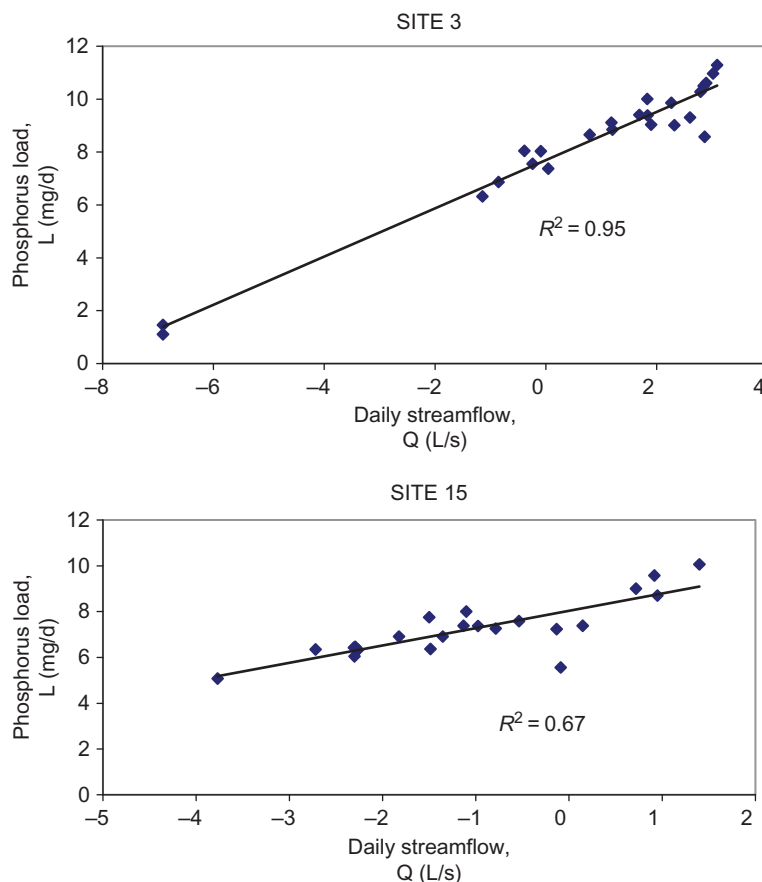 SITE 3
12
10
8
6
4
2
0
Phosphorus load,
L (mg/d)
R² = 0.95
–8 –6 –4 –2 0 2 4
Daily streamflow,
Q (L/s)
SITE 15
12
10
8
6
4
2
0
Phosphorus load,
L (mg/d)
R² = 0.67
–5 –4 –3 –2 –1 0 1 2
Daily streamflow,
Q (L/s)